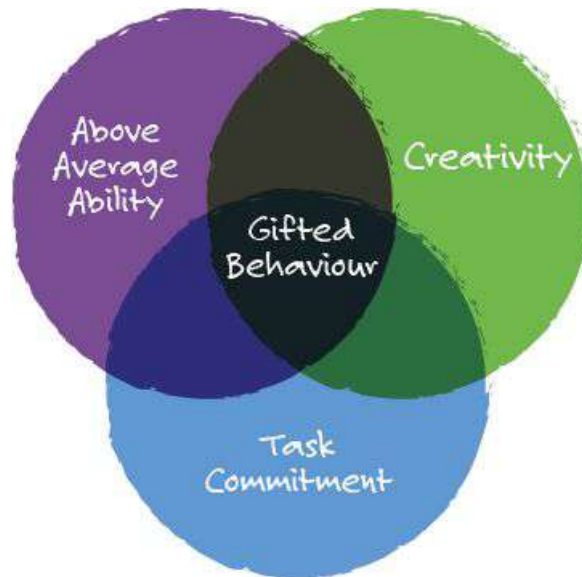 Above
Average
Ability
Creativity
Gifted
Behaviour
Task
Commitment